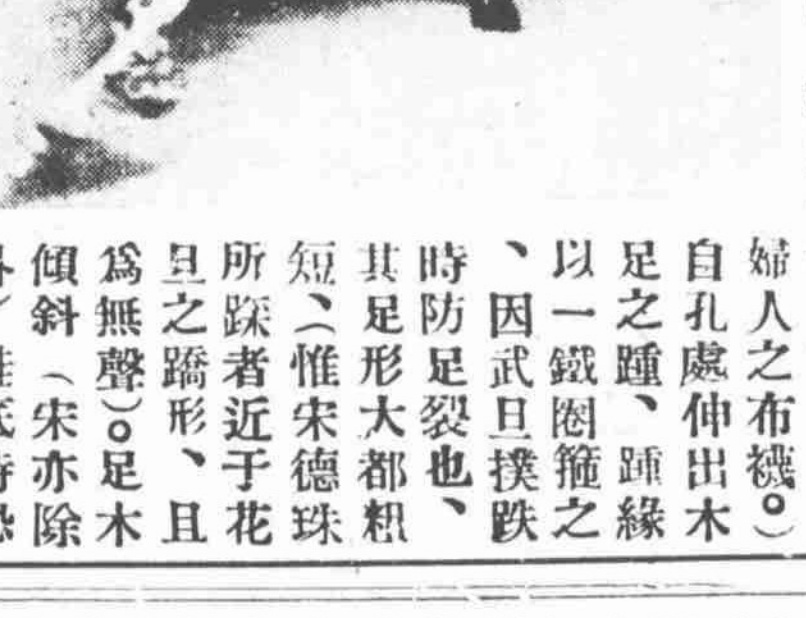 婦人之布襪。）
自孔處伸出木
足之踵、踵緣
以一鐵圈箍之
、因武旦撲跌
時防足裂也、
其足形大都粗
短、（惟宋德珠
所踩者近于花
旦之蹻形、且
爲無聲）。足木
傾斜（宋亦除